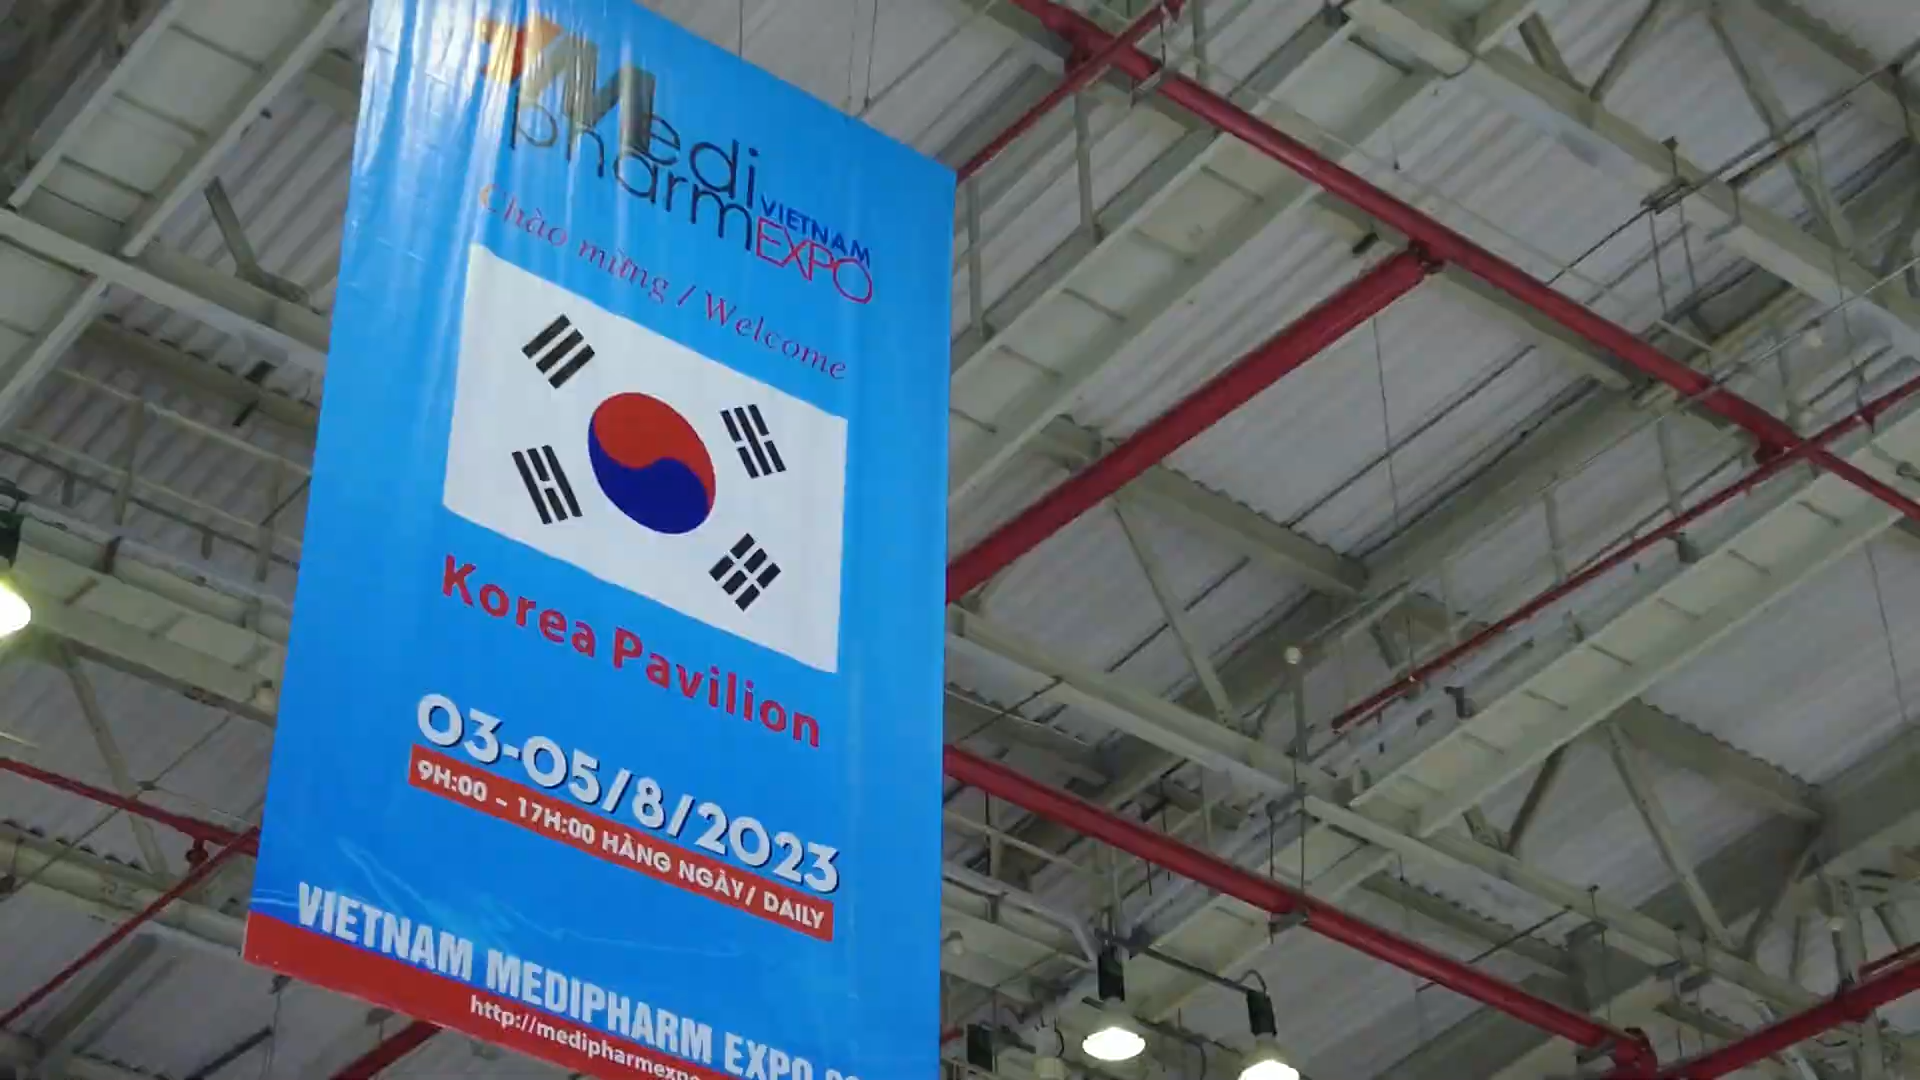 Medi
VIETNAM
pharm EXPO
Chào mừng / Welcome
Korea Pavilion
03-05/8/2023
9H:00 - 17H:00 HÀNG NGÀY/ DAILY
VIETNAM MEDIPHARM EXPO
http://medipharmexpo